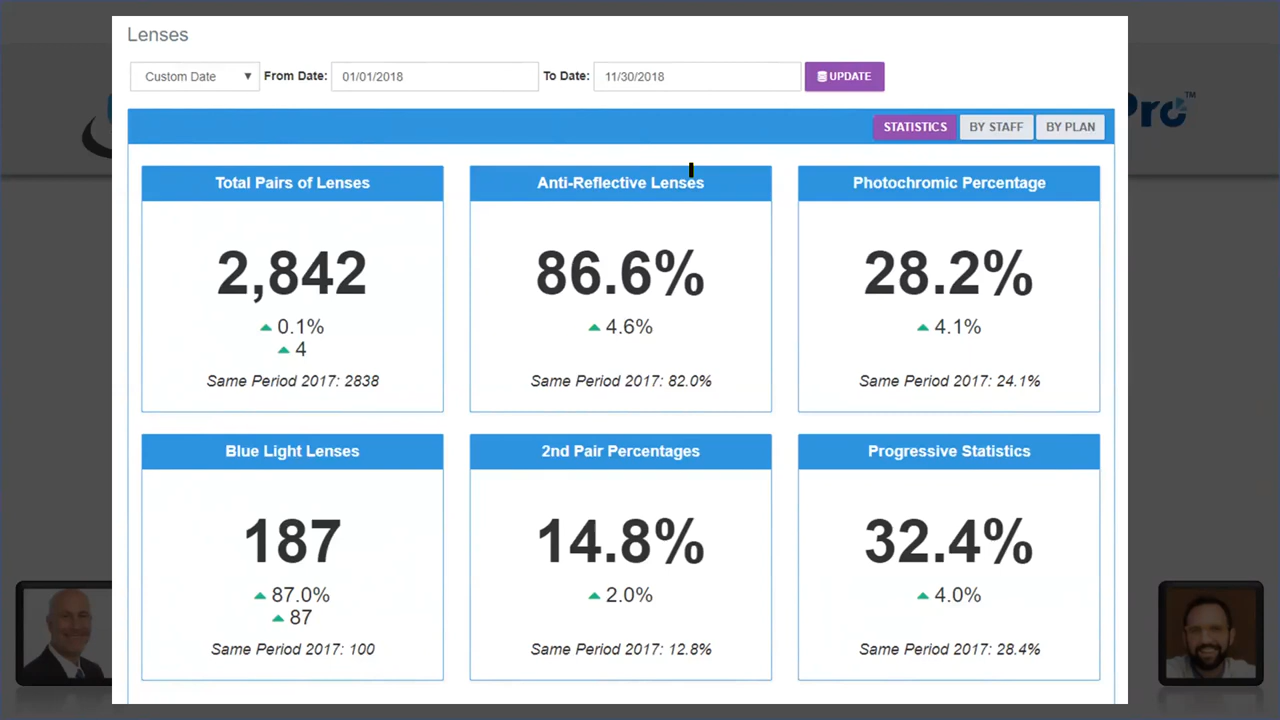 Lenses
Custom Date ▼ From Date: 01/01/2018 To Date: 11/30/2018 UPDATE
STATISTICS BY STAFF BY PLAN
Total Pairs of Lenses
2,842
0.1%
4
Same Period 2017: 2838
Anti-Reflective Lenses
86.6%
4.6%
Same Period 2017: 82.0%
Photochromic Percentage
28.2%
4.1%
Same Period 2017: 24.1%
Blue Light Lenses
187
87.0%
87
Same Period 2017: 100
2nd Pair Percentages
14.8%
2.0%
Same Period 2017: 12.8%
Progressive Statistics
32.4%
4.0%
Same Period 2017: 28.4%
Pro™